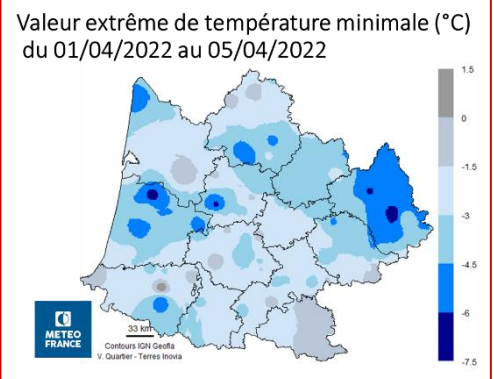 Valeur extrême de température minimale (°C)
du 01/04/2022 au 05/04/2022
1.5
0
-1.5
-3
-4.5
-6
-7.5
33 km
METEO
FRANCE
Contours IGN Geofla
V. Quartier - Terres Inovia